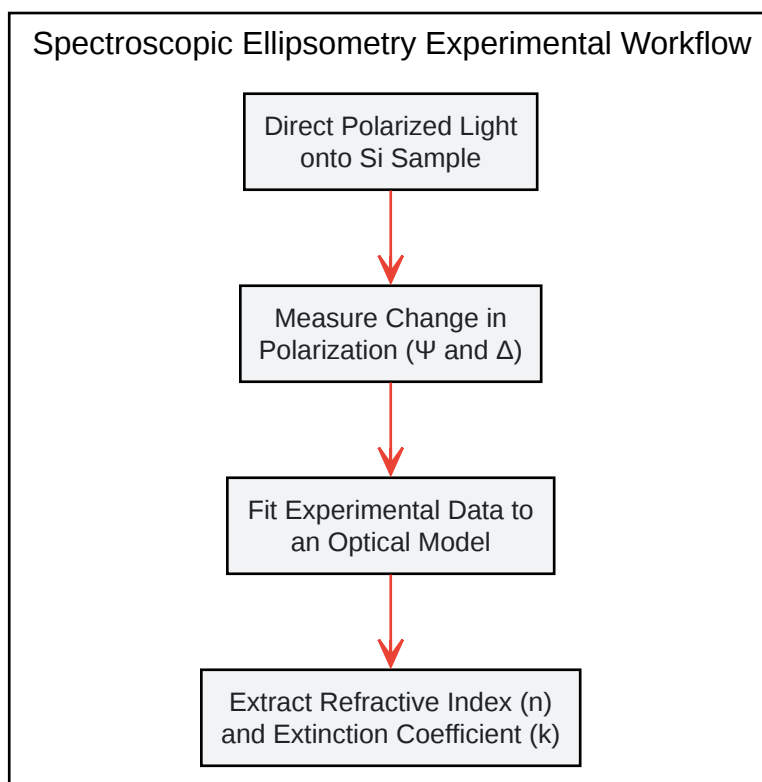 Spectroscopic Ellipsometry Experimental Workflow
Direct Polarized Light
onto Si Sample
Measure Change in
Polarization (Ψ and Δ)
Fit Experimental Data to
an Optical Model
Extract Refractive Index (n)
and Extinction Coefficient (k)